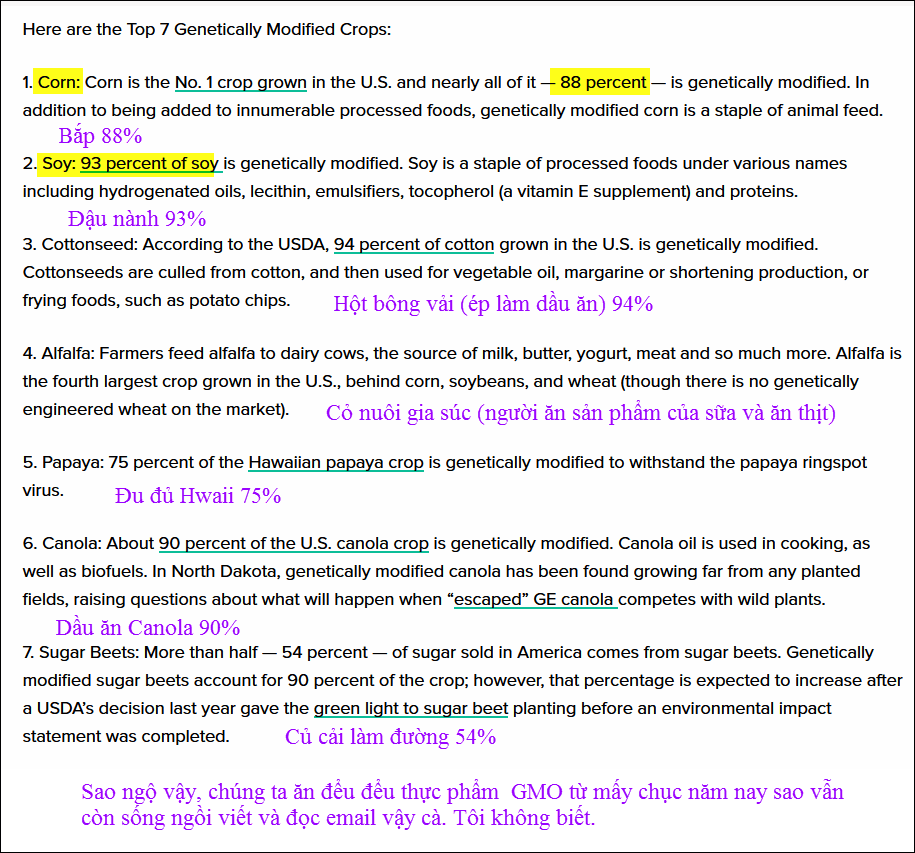 Here are the Top 7 Genetically Modified Crops:
1. Corn: Corn is the No. 1 crop grown in the U.S. and nearly all of it — 88 percent — is genetically modified. In
addition to being added to innumerable processed foods, genetically modified corn is a staple of animal feed.
Bắp 88%
2. Soy: 93 percent of soy is genetically modified. Soy is a staple of processed foods under various names
including hydrogenated oils, lecithin, emulsifiers, tocopherol (a vitamin E supplement) and proteins.
Đậu nành 93%
3. Cottonseed: According to the USDA, 94 percent of cotton grown in the U.S. is genetically modified.
Cottonseeds are culled from cotton, and then used for vegetable oil, margarine or shortening production, or
frying foods, such as potato chips.
Hột bông vải (ép làm dầu ăn) 94%
4. Alfalfa: Farmers feed alfalfa to dairy cows, the source of milk, butter, yogurt, meat and so much more. Alfalfa is
the fourth largest crop grown in the U.S., behind corn, soybeans, and wheat (though there is no genetically
engineered wheat on the market).
Cỏ nuôi gia súc (người ăn sản phẩm của sữa và ăn thịt)
5. Papaya: 75 percent of the Hawaiian papaya crop is genetically modified to withstand the papaya ringspot
virus.
Đu đủ Hwaii 75%
6. Canola: About 90 percent of the U.S. canola crop is genetically modified. Canola oil is used in cooking, as
well as biofuels. In North Dakota, genetically modified canola has been found growing far from any planted
fields, raising questions about what will happen when “escaped” GE canola competes with wild plants.
Dầu ăn Canola 90%
7. Sugar Beets: More than half — 54 percent — of sugar sold in America comes from sugar beets. Genetically
modified sugar beets account for 90 percent of the crop; however, that percentage is expected to increase after
a USDA’s decision last year gave the green light to sugar beet planting before an environmental impact
statement was completed.
Củ cải làm đường 54%
Sao ngộ vậy, chúng ta ăn đểu đểu thực phẩm GMO từ mấy chục năm nay sao vẫn
còn sống ngồi viết và đọc email vậy cà. Tôi không biết.